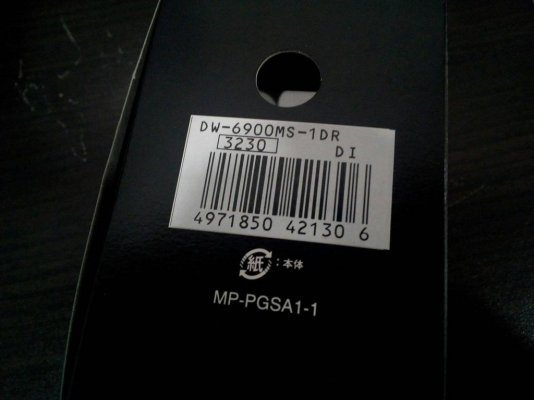 DW-6900MS-1DR
3230 DI
4971850 42130 6
紙 :本体
MP-PGSA1-1